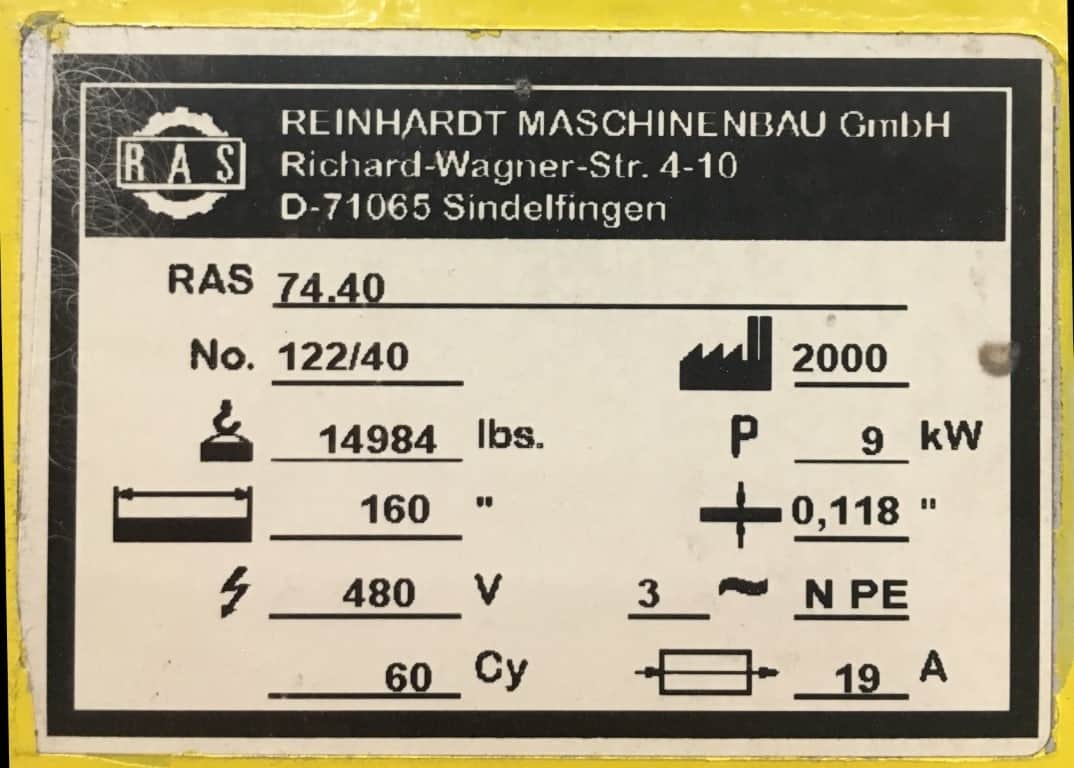 RAS
REINHARDT MASCHINENBAU GmbH
Richard-Wagner-Str. 4-10
D-71065 Sindelfingen
RAS 74.40
No. 122/40 2000
14984 lbs. P 9 kW
160 " 0,118 "
480 V 3 ~ N PE
60 Cy 19 A